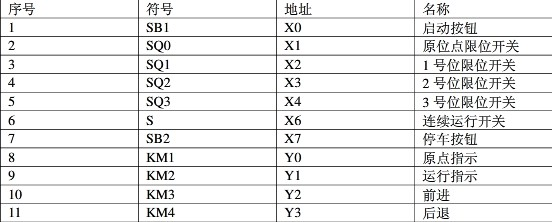 序号 符号 地址 名称
1 SB1 X0 启动按钮
2 SQ0 X1 原位点限位开关
3 SQ1 X2 1 号位限位开关
4 SQ2 X3 2 号位限位开关
5 SQ3 X4 3 号位限位开关
6 S X6 连续运行开关
7 SB2 X7 停车按钮
8 KM1 Y0 原点指示
9 KM2 Y1 运行指示
10 KM3 Y2 前进
11 KM4 Y3 后退